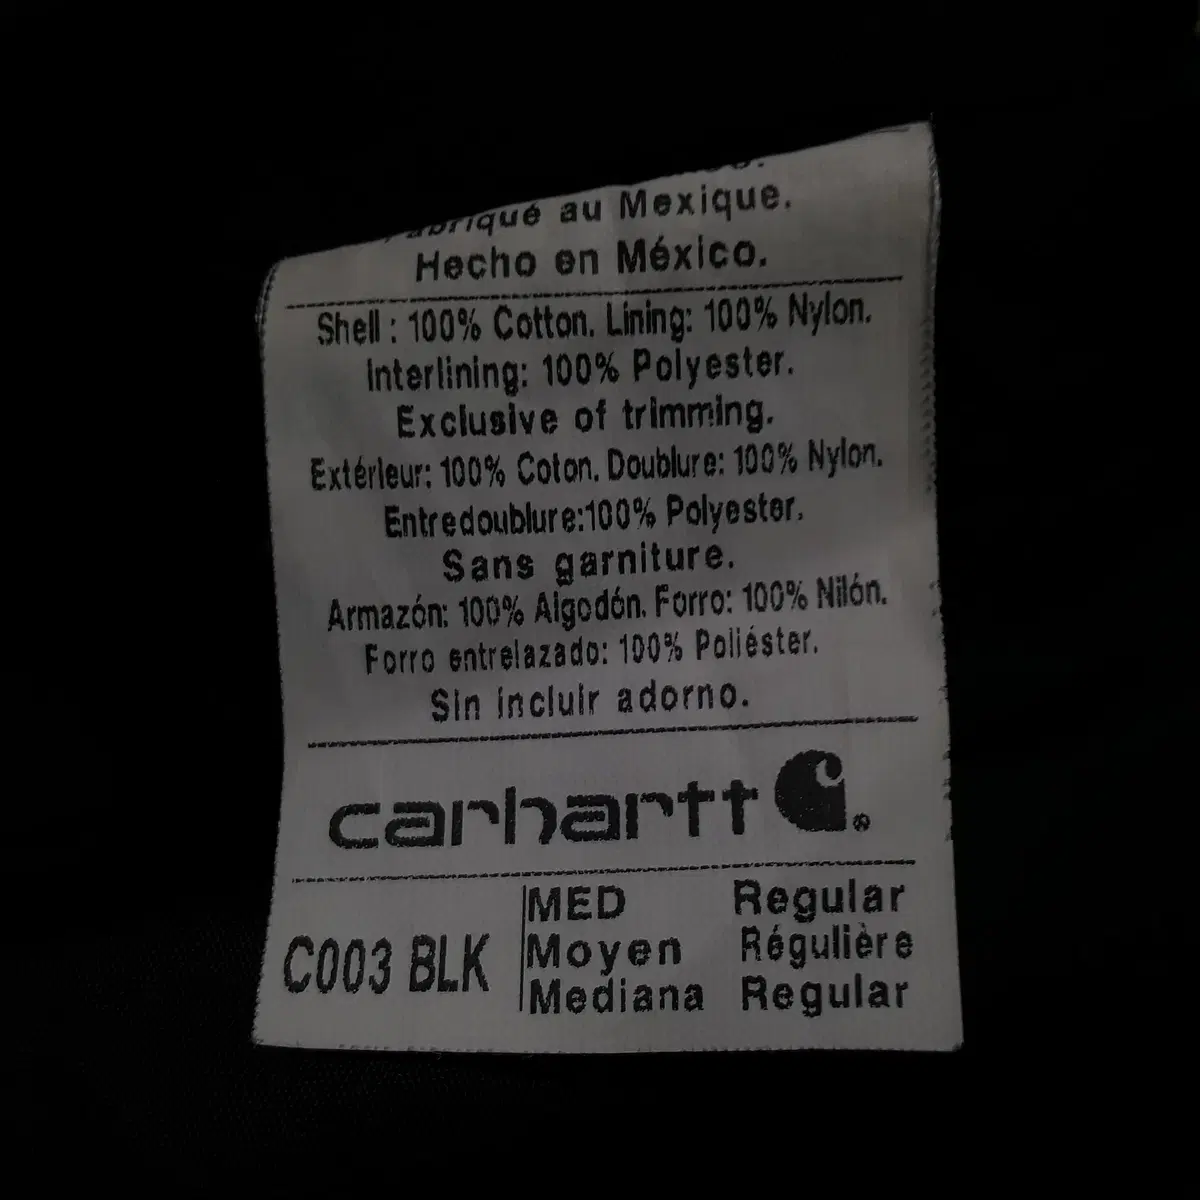 Fabriqué au Mexique.
Hecho en México.
Shell : 100% Cotton. Lining: 100% Nylon.
Interlining: 100% Polyester.
Exclusive of trimming.
Extérieur: 100% Coton. Doublure: 100% Nylon.
Entredoublure:100% Polyester.
Sans garniture.
Armazón: 100% Algodón. Forro: 100% Nilón.
Forro entrelazado: 100% Poliéster.
Sin incluir adorno.
carhartt ®
C003 BLK
MED Regular
Moyen Régulière
Mediana Regular